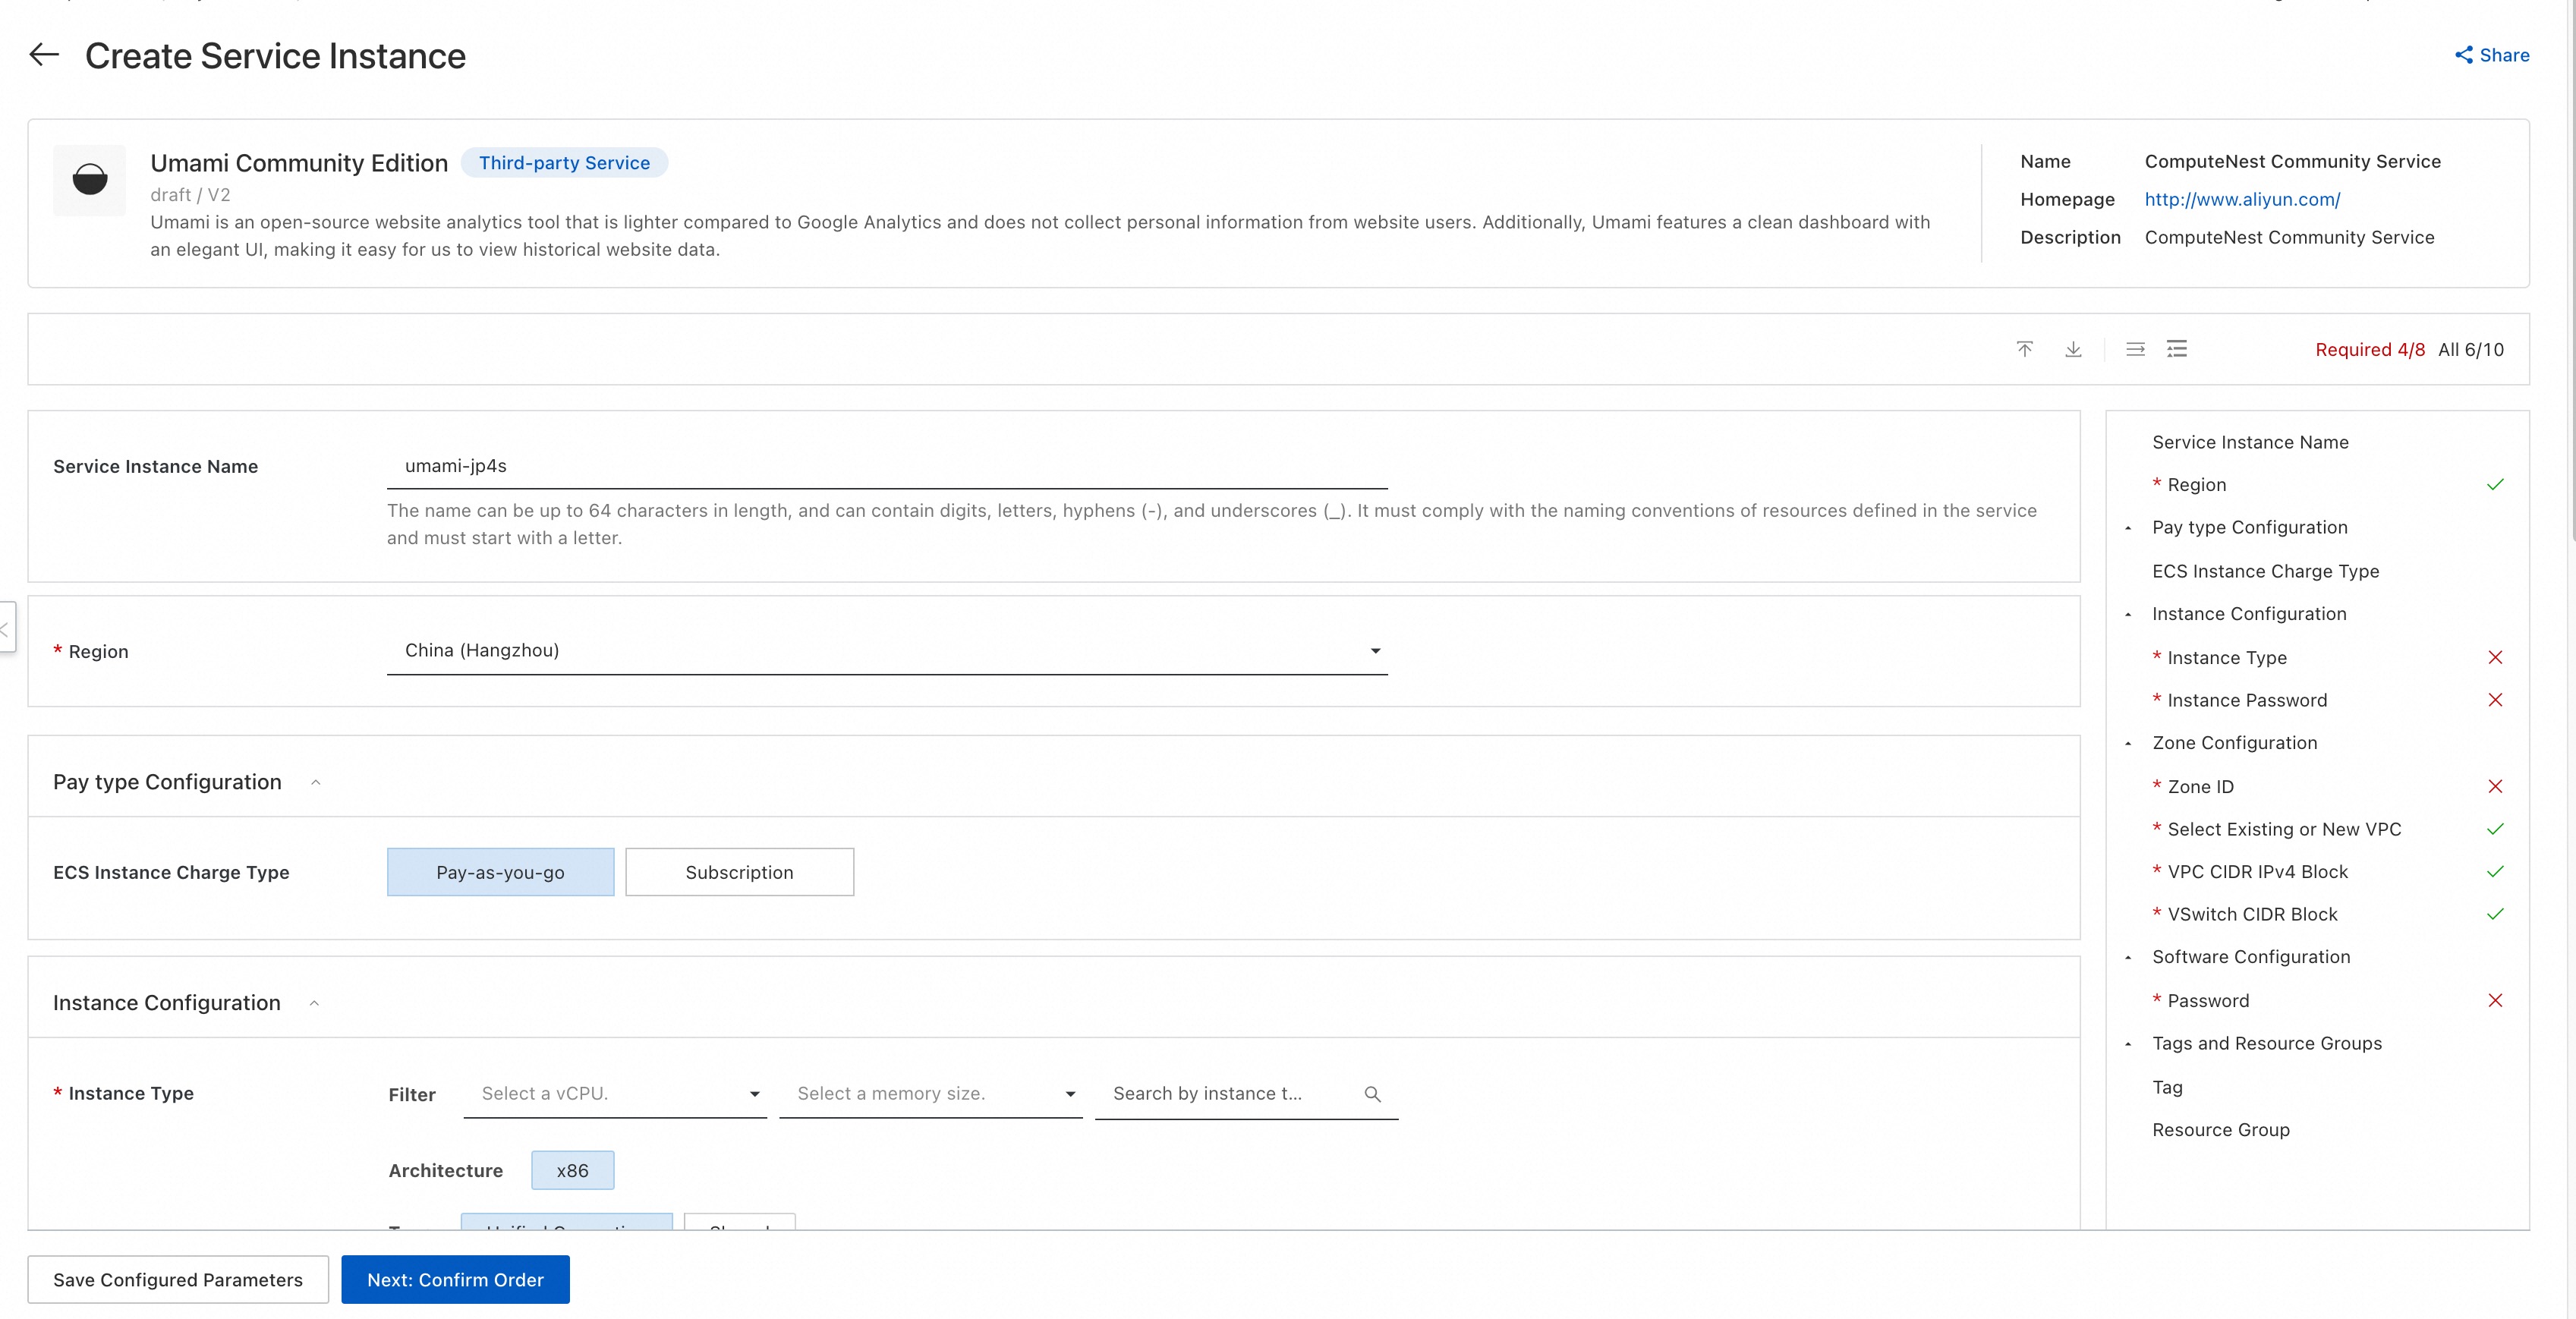 Create Service Instance
Share
Umami Community Edition Third-party Service
draft / V2
Umami is an open-source website analytics tool that is lighter compared to Google Analytics and does not collect personal information from website users. Additionally, Umami features a clean dashboard with
an elegant UI, making it easy for us to view historical website data.
Name ComputeNest Community Service
Homepage http://www.aliyun.com/
Description ComputeNest Community Service
Required 4/8 All 6/10
Service Instance Name umami-jp4s
The name can be up to 64 characters in length, and can contain digits, letters, hyphens (-), and underscores (_). It must comply with the naming conventions of resources defined in the service
and must start with a letter.
* Region China (Hangzhou)
Pay type Configuration
ECS Instance Charge Type Pay-as-you-go Subscription
Instance Configuration
* Instance Type Filter Select a vCPU. Select a memory size. Search by instance t...
Architecture x86
Service Instance Name
* Region
Pay type Configuration
ECS Instance Charge Type
Instance Configuration
* Instance Type
* Instance Password
Zone Configuration
* Zone ID
* Select Existing or New VPC
* VPC CIDR IPv4 Block
* VSwitch CIDR Block
Software Configuration
* Password
Tags and Resource Groups
Tag
Resource Group
Save Configured Parameters Next: Confirm Order